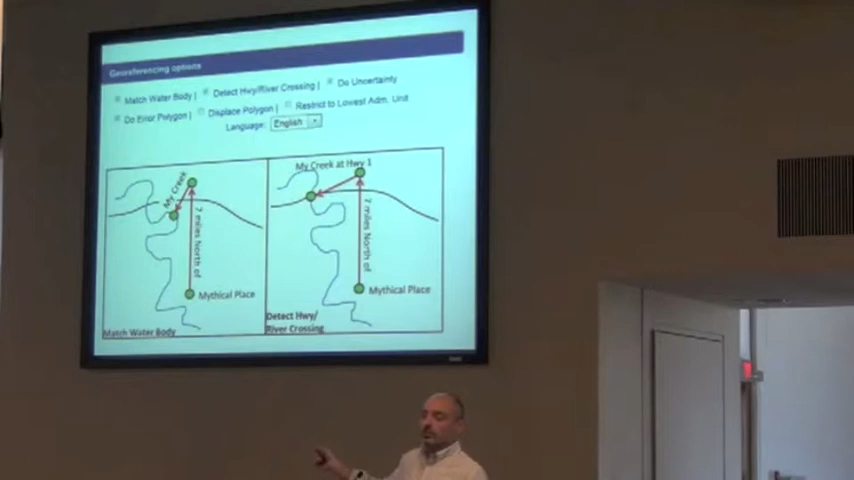 Georeferencing options
Match Water Body | Detect Hwy/River Crossing | Do Uncertainty
Do Error Polygon | Displace Polygon | Restrict to Lowest Adm. Unit
Language: English
My Creek
7 miles North of
Mythical Place
Match Water Body
My Creek at Hwy 1
7 miles North of
Mythical Place
Detect Hwy/
River Crossing